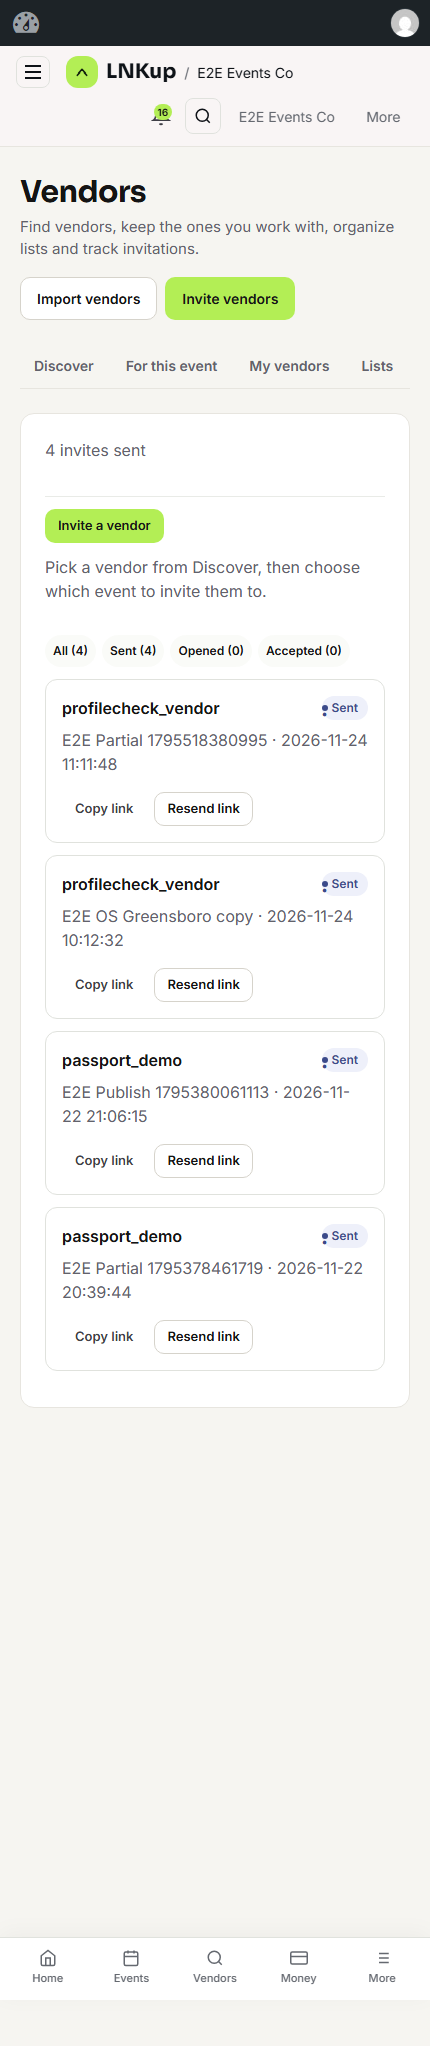 LNKup / E2E Events Co
16
E2E Events Co
More
Vendors
Find vendors, keep the ones you work with, organize
lists and track invitations.
Import vendors
Invite vendors
Discover
For this event
My vendors
Lists
4 invites sent
Invite a vendor
Pick a vendor from Discover, then choose
which event to invite them to.
All (4)
Sent (4)
Opened (0)
Accepted (0)
profilecheck_vendor
Sent
E2E Partial 1795518380995 · 2026-11-24
11:11:48
Copy link
Resend link
profilecheck_vendor
Sent
E2E OS Greensboro copy · 2026-11-24
10:12:32
Copy link
Resend link
passport_demo
Sent
E2E Publish 1795380061113 · 2026-11-
22 21:06:15
Copy link
Resend link
passport_demo
Sent
E2E Partial 1795378461719 · 2026-11-22
20:39:44
Copy link
Resend link
Home
Events
Vendors
Money
More